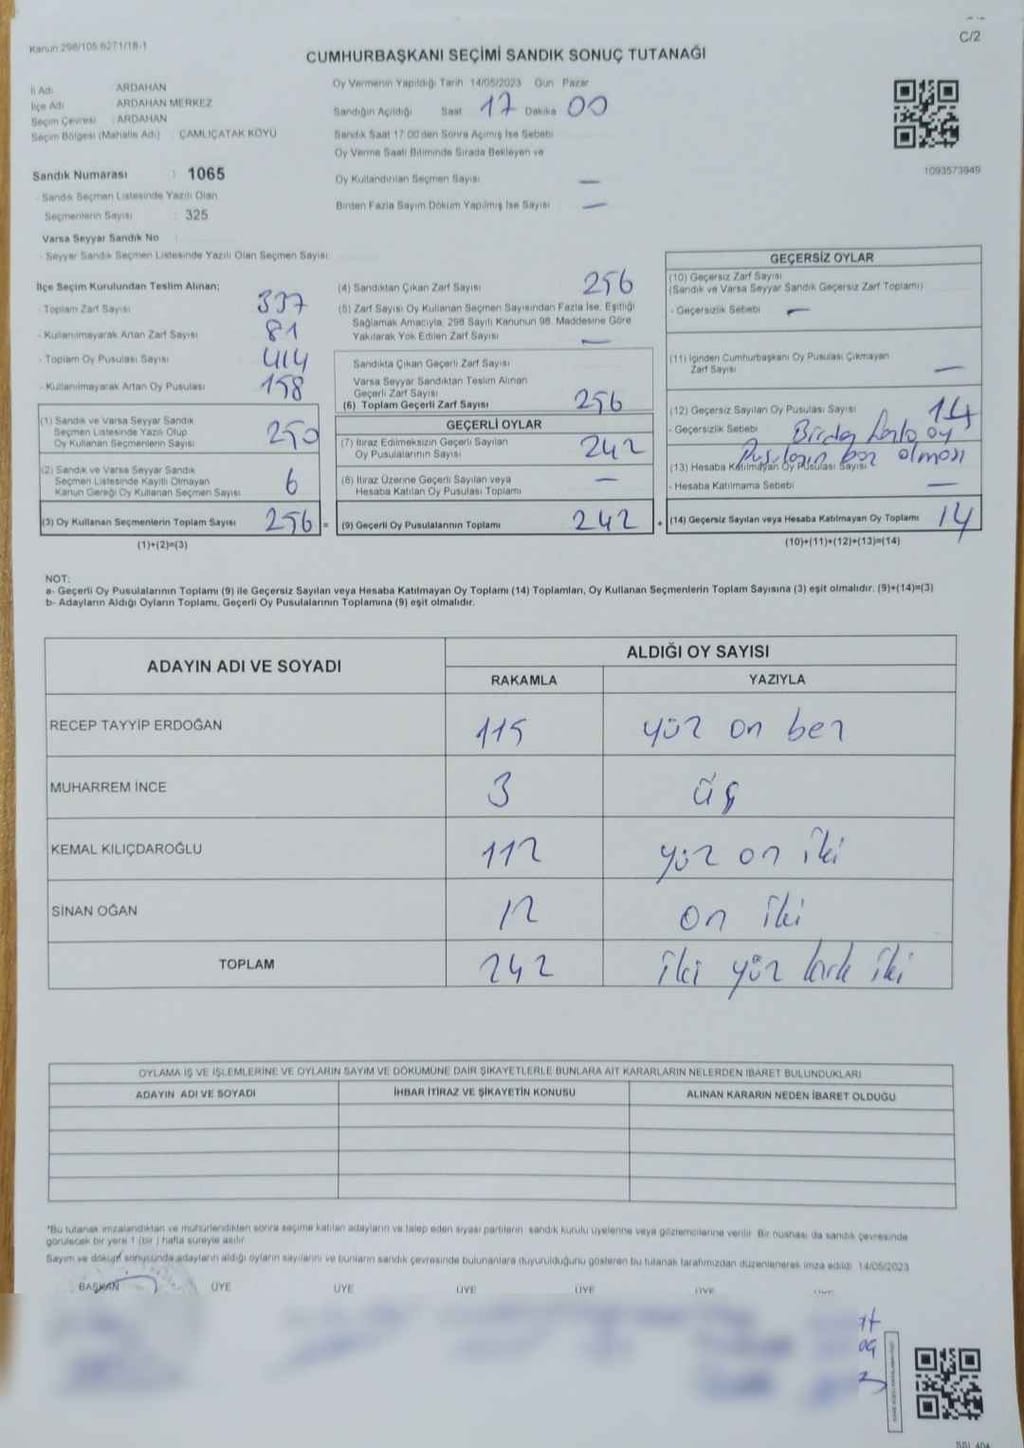 C/2
Kanun 298/105 6271/18-1
CUMHURBAŞKANI SEÇİMİ SANDIK SONUÇ TUTANAĞI
İl Adı ARDAHAN
İlçe Adı ARDAHAN MERKEZ
Seçim Çevresi ARDAHAN
Seçim Bölgesi (Mahalle Adı) ÇAMLIÇATAK KÖYÜ
Oy Vermenin Yapıldığı Tarih 14/05/2023 Gün Pazar
Sandığın Açıldığı Saat 17 Dakika 00
Sandık Saat 17:00'den Sonra Açılmış İse Sebebi
Oy Verme Saati Bitiminde Sırada Bekleyen ve
Oy Kullandırılan Seçmen Sayısı —
Birden Fazla Sayım Döküm Yapılmış İse Sayısı —
1093573949
Sandık Numarası : 1065
- Sandık Seçmen Listesinde Yazılı Olan
Seçmenlerin Sayısı : 325
Varsa Seyyar Sandık No
- Seyyar Sandık Seçmen Listesinde Yazılı Olan Seçmen Sayısı
İlçe Seçim Kurulundan Teslim Alınan;
- Toplam Zarf Sayısı 337
- Kullanılmayarak Artan Zarf Sayısı 81
- Toplam Oy Pusulası Sayısı 414
- Kullanılmayarak Artan Oy Pusulası 158
(1) Sandık ve Varsa Seyyar Sandık
Seçmen Listesinde Yazılı Olup
Oy Kullanan Seçmenlerin Sayısı 250
(2) Sandık ve Varsa Seyyar Sandık
Seçmen Listesinde Kayıtlı Olmayan
Kanun Gereği Oy Kullanan Seçmen Sayısı 6
(3) Oy Kullanan Seçmenlerin Toplam Sayısı 256 =
(1)+(2)=(3)
(4) Sandıktan Çıkan Zarf Sayısı 256
(5) Zarf Sayısı Oy Kullanan Seçmen Sayısından Fazla İse, Eşitliği
Sağlamak Amacıyla, 298 Sayılı Kanunun 98. Maddesine Göre
Yakılarak Yok Edilen Zarf Sayısı —
Sandıkta Çıkan Geçerli Zarf Sayısı
Varsa Seyyar Sandıktan Teslim Alınan
Geçerli Zarf Sayısı
(6) Toplam Geçerli Zarf Sayısı 256
GEÇERLİ OYLAR
(7) İtiraz Edilmeksizin Geçerli Sayılan
Oy Pusulalarının Sayısı 242
(8) İtiraz Üzerine Geçerli Sayılan veya
Hesaba Katılan Oy Pusulası Toplamı —
(9) Geçerli Oy Pusulalarının Toplamı 242 +
GEÇERSİZ OYLAR
(10) Geçersiz Zarf Sayısı
(Sandık ve Varsa Seyyar Sandık Geçersiz Zarf Toplamı)
- Geçersizlik Sebebi —
(11) İçinden Cumhurbaşkanı Oy Pusulası Çıkmayan
Zarf Sayısı —
(12) Geçersiz Sayılan Oy Pusulası Sayısı 14
- Geçersizlik Sebebi Birden fazla oy
Pusulanın boş olması
(13) Hesaba Katılmayan Oy Pusulası Sayısı
- Hesaba Katılmama Sebebi —
(14) Geçersiz Sayılan veya Hesaba Katılmayan Oy Toplamı 14
(10)+(11)+(12)+(13)=(14)
NOT:
a- Geçerli Oy Pusulalarının Toplamı (9) ile Geçersiz Sayılan veya Hesaba Katılmayan Oy Toplamı (14) Toplamları, Oy Kullanan Seçmenlerin Toplam Sayısına (3) eşit olmalıdır. (9)+(14)=(3)
b- Adayların Aldığı Oyların Toplamı, Geçerli Oy Pusulalarının Toplamına (9) eşit olmalıdır.
ADAYIN ADI VE SOYADI
ALDIĞI OY SAYISI
RAKAMLA YAZIYLA
RECEP TAYYİP ERDOĞAN 115 yüz on beş
MUHARREM İNCE 3 üç
KEMAL KILIÇDAROĞLU 112 yüz on iki
SİNAN OĞAN 12 on iki
TOPLAM 242 iki yüz kırk iki
OYLAMA İŞ VE İŞLEMLERİNE VE OYLARIN SAYIM VE DÖKÜMÜNE DAİR ŞİKAYETLERLE BUNLARA AİT KARARLARIN NELERDEN İBARET BULUNDUKLARI
ADAYIN ADI VE SOYADI İHBAR İTİRAZ VE ŞİKAYETİN KONUSU ALINAN KARARIN NEDEN İBARET OLDUĞU
*Bu tutanak imzalandıktan ve mühürlendikten sonra seçime katılan adayların ve talep eden siyasi partilerin sandık kurulu üyelerine veya gözlemcilerine verilir. Bir nüshası da sandık çevresinde
görülecek bir yere 1 (bir) hafta süreyle asılır.
Sayım ve döküm sonucunda adayların aldığı oyların sayılarını ve bunların sandık çevresinde bulunanlara duyurulduğunu gösteren bu tutanak tarafımızdan düzenlenerek imza edildi. 14/05/2023
BAŞKAN ÜYE ÜYE ÜYE ÜYE ÜYE